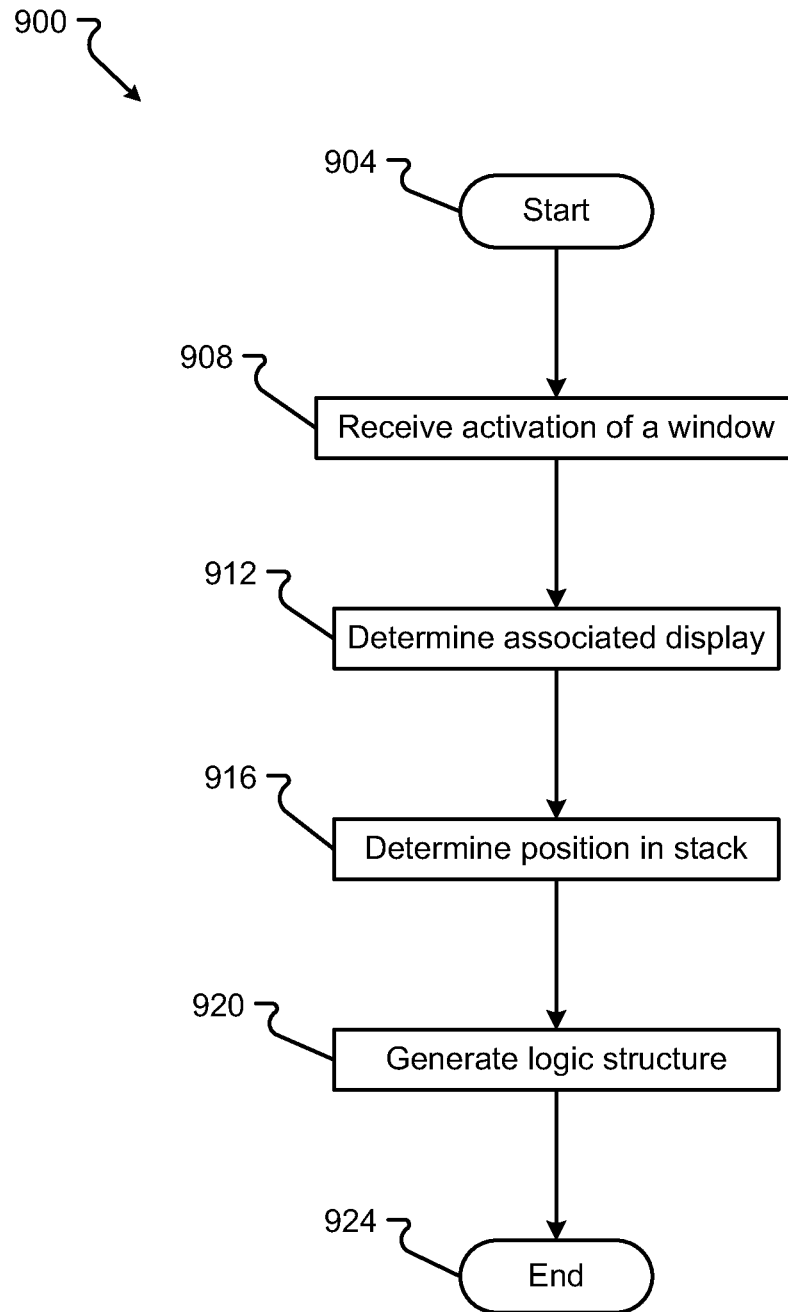 900
904
Start
908
Receive activation of a window
912
Determine associated display
916
Determine position in stack
920
Generate logic structure
924
End